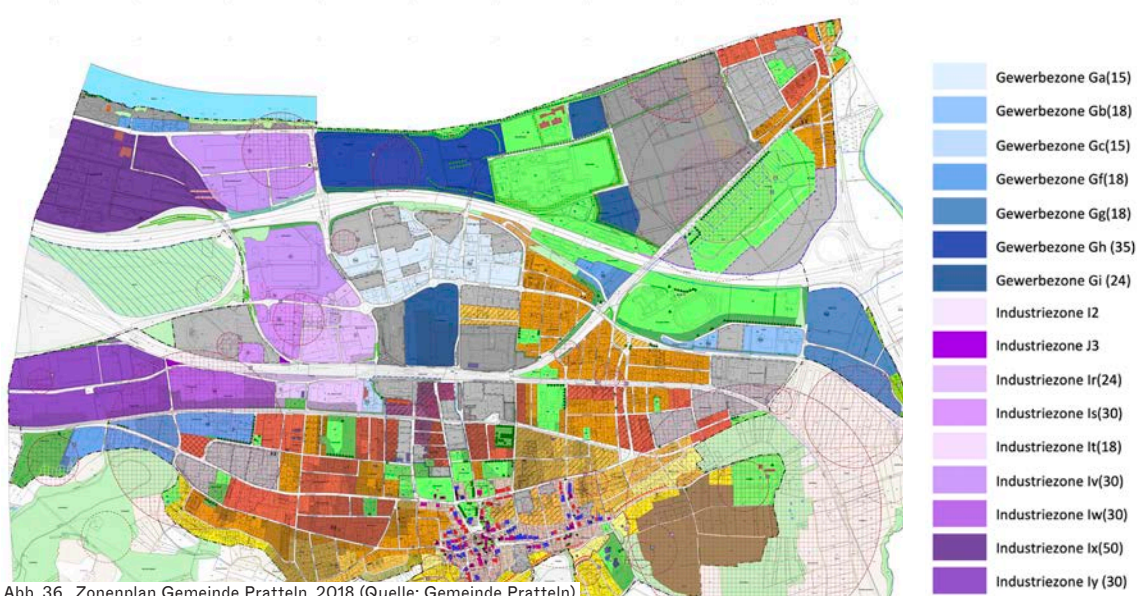 Gewerbezone Ga(15)
Gewerbezone Gb(18)
Gewerbezone Gc(15)
Gewerbezone Gf(18)
Gewerbezone Gg(18)
Gewerbezone Gh (35)
Gewerbezone Gi (24)
Industriezone I2
Industriezone J3
Industriezone Ir(24)
Industriezone Is(30)
Industriezone It(18)
Industriezone Iv(30)
Industriezone Iw(30)
Industriezone Ix(50)
Industriezone Iy (30)
Abb. 36 Zonenplan Gemeinde Pratteln, 2018 (Quelle: Gemeinde Pratteln)